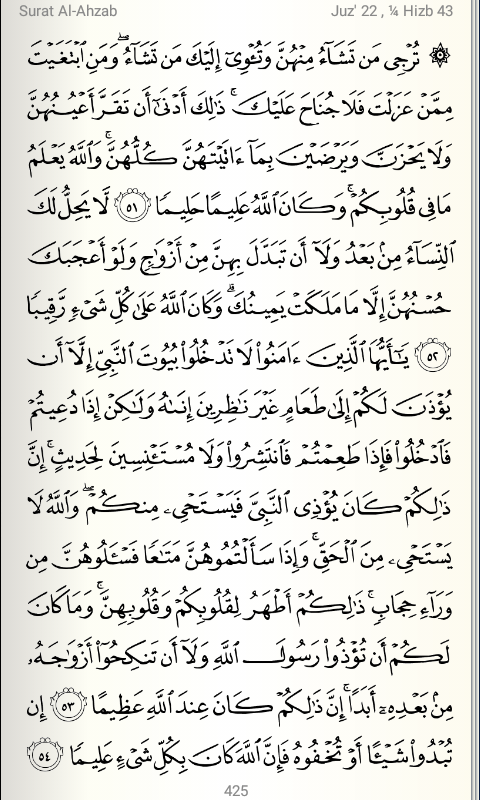 Surat Al-Ahzab
Juz' 22 , ¼ Hizb 43
۞ تُرْجِى مَن تَشَآءُ مِنْهُنَّ وَتُـْٔوِىٓ إِلَيْكَ مَن تَشَآءُ ۖ وَمَنِ ٱبْتَغَيْتَ
مِمَّنْ عَزَلْتَ فَلَا جُنَاحَ عَلَيْكَ ۚ ذَٰلِكَ أَدْنَىٰٓ أَن تَقَرَّ أَعْيُنُهُنَّ
وَلَا يَحْزَنَّ وَيَرْضَيْنَ بِمَآ ءَاتَيْتَهُنَّ كُلُّهُنَّ ۚ وَٱللَّهُ يَعْلَمُ
مَا فِى قُلُوبِكُمْ ۚ وَكَانَ ٱللَّهُ عَلِيمًا حَلِيمًا ٥١ لَّا يَحِلُّ لَكَ
ٱلنِّسَآءُ مِنۢ بَعْدُ وَلَآ أَن تَبَدَّلَ بِهِنَّ مِنْ أَزْوَٰجٍ وَلَوْ أَعْجَبَكَ
حُسْنُهُنَّ إِلَّا مَا مَلَكَتْ يَمِينُكَ ۗ وَكَانَ ٱللَّهُ عَلَىٰ كُلِّ شَىْءٍ رَّقِيبًا
٥٢ يَـٰٓأَيُّهَا ٱلَّذِينَ ءَامَنُوا۟ لَا تَدْخُلُوا۟ بُيُوتَ ٱلنَّبِىِّ إِلَّآ أَن
يُؤْذَنَ لَكُمْ إِلَىٰ طَعَامٍ غَيْرَ نَـٰظِرِينَ إِنَىٰهُ وَلَـٰكِنْ إِذَا دُعِيتُمْ
فَٱدْخُلُوا۟ فَإِذَا طَعِمْتُمْ فَٱنتَشِرُوا۟ وَلَا مُسْتَـْٔنِسِينَ لِحَدِيثٍ ۚ إِنَّ
ذَٰلِكُمْ كَانَ يُؤْذِى ٱلنَّبِىَّ فَيَسْتَحْىِۦ مِنكُمْ ۖ وَٱللَّهُ لَا
يَسْتَحْىِۦ مِنَ ٱلْحَقِّ ۚ وَإِذَا سَأَلْتُمُوهُنَّ مَتَـٰعًا فَسْـَٔلُوهُنَّ مِن
وَرَآءِ حِجَابٍ ۚ ذَٰلِكُمْ أَطْهَرُ لِقُلُوبِكُمْ وَقُلُوبِهِنَّ ۚ وَمَا كَانَ
لَكُمْ أَن تُؤْذُوا۟ رَسُولَ ٱللَّهِ وَلَآ أَن تَنكِحُوٓا۟ أَزْوَٰجَهُۥ
مِنۢ بَعْدِهِۦٓ أَبَدًا ۚ إِنَّ ذَٰلِكُمْ كَانَ عِندَ ٱللَّهِ عَظِيمًا ٥٣ إِن
تُبْدُوا۟ شَيْـًٔا أَوْ تُخْفُوهُ فَإِنَّ ٱللَّهَ كَانَ بِكُلِّ شَىْءٍ عَلِيمًا ٥٤
425